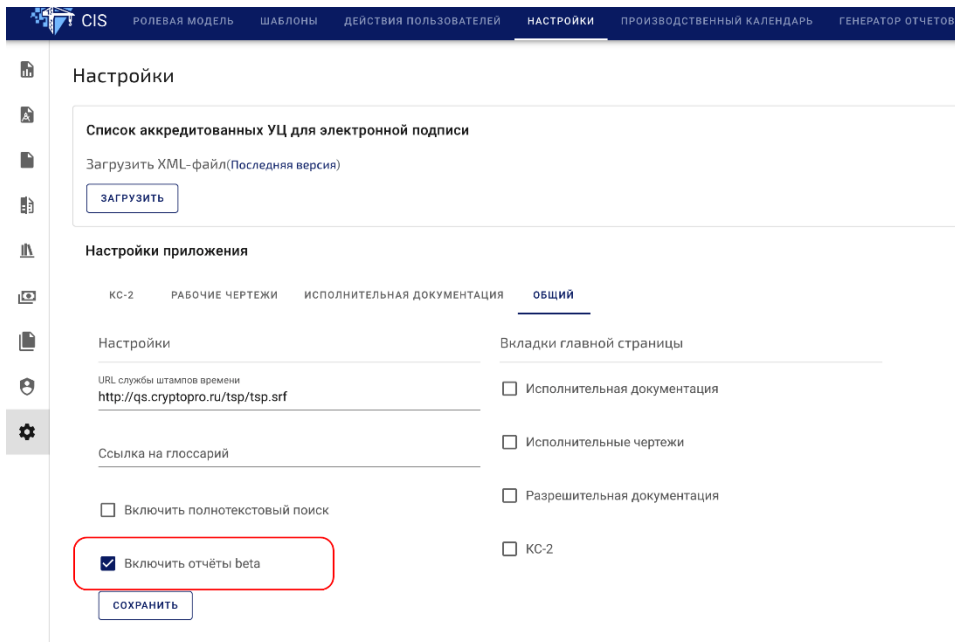 CIS РОЛЕВАЯ МОДЕЛЬ ШАБЛОНЫ ДЕЙСТВИЯ ПОЛЬЗОВАТЕЛЕЙ НАСТРОЙКИ ПРОИЗВОДСТВЕННЫЙ КАЛЕНДАРЬ ГЕНЕРАТОР ОТЧЕТОВ
Настройки
Список аккредитованных УЦ для электронной подписи
Загрузить XML-файл(Последняя версия)
ЗАГРУЗИТЬ
Настройки приложения
КС-2 РАБОЧИЕ ЧЕРТЕЖИ ИСПОЛНИТЕЛЬНАЯ ДОКУМЕНТАЦИЯ ОБЩИЙ
Настройки
URL службы штампов времени
http://qs.cryptopro.ru/tsp/tsp.srf
Ссылка на глоссарий
Включить полнотекстовый поиск
Включить отчёты beta
СОХРАНИТЬ
Вкладки главной страницы
Исполнительная документация
Исполнительные чертежи
Разрешительная документация
КС-2